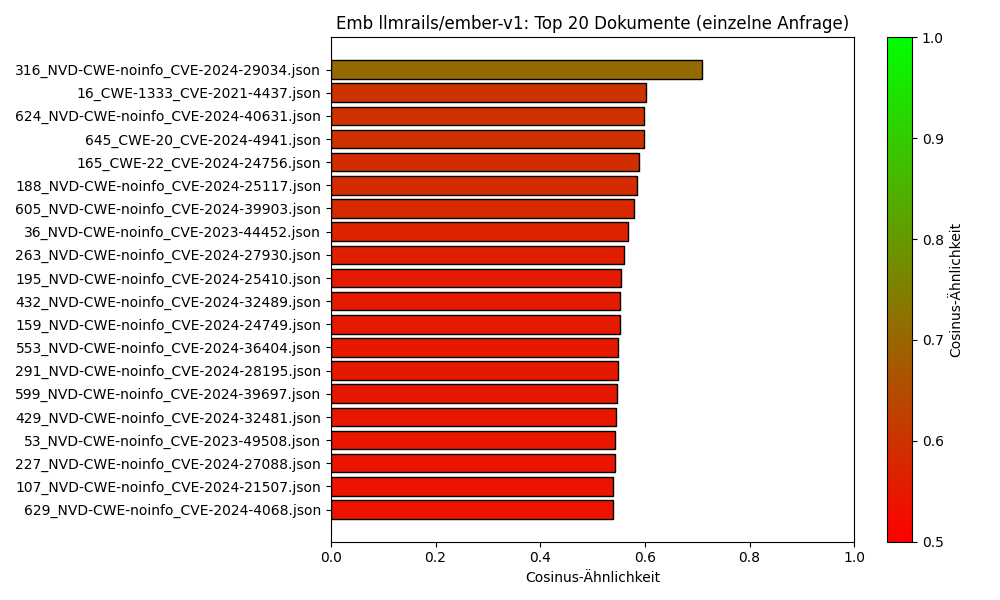 Emb llmrails/ember-v1: Top 20 Dokumente (einzelne Anfrage)
316_NVD-CWE-noinfo_CVE-2024-29034.json
16_CWE-1333_CVE-2021-4437.json
624_NVD-CWE-noinfo_CVE-2024-40631.json
645_CWE-20_CVE-2024-4941.json
165_CWE-22_CVE-2024-24756.json
188_NVD-CWE-noinfo_CVE-2024-25117.json
605_NVD-CWE-noinfo_CVE-2024-39903.json
36_NVD-CWE-noinfo_CVE-2023-44452.json
263_NVD-CWE-noinfo_CVE-2024-27930.json
195_NVD-CWE-noinfo_CVE-2024-25410.json
432_NVD-CWE-noinfo_CVE-2024-32489.json
159_NVD-CWE-noinfo_CVE-2024-24749.json
553_NVD-CWE-noinfo_CVE-2024-36404.json
291_NVD-CWE-noinfo_CVE-2024-28195.json
599_NVD-CWE-noinfo_CVE-2024-39697.json
429_NVD-CWE-noinfo_CVE-2024-32481.json
53_NVD-CWE-noinfo_CVE-2023-49508.json
227_NVD-CWE-noinfo_CVE-2024-27088.json
107_NVD-CWE-noinfo_CVE-2024-21507.json
629_NVD-CWE-noinfo_CVE-2024-4068.json
0.0 0.2 0.4 0.6 0.8 1.0
Cosinus-Ähnlichkeit
1.0
0.9
0.8
0.7
0.6
0.5
Cosinus-Ähnlichkeit